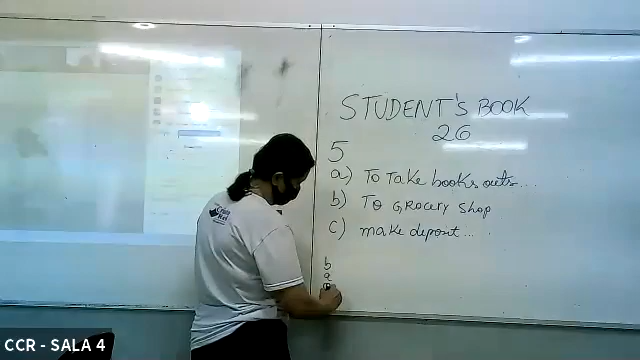 STUDENT'S BOOK
26
5
a) To Take books outs....
b) To Grocery Shop
c) make deposit...
b
a
CCR - SALA 4